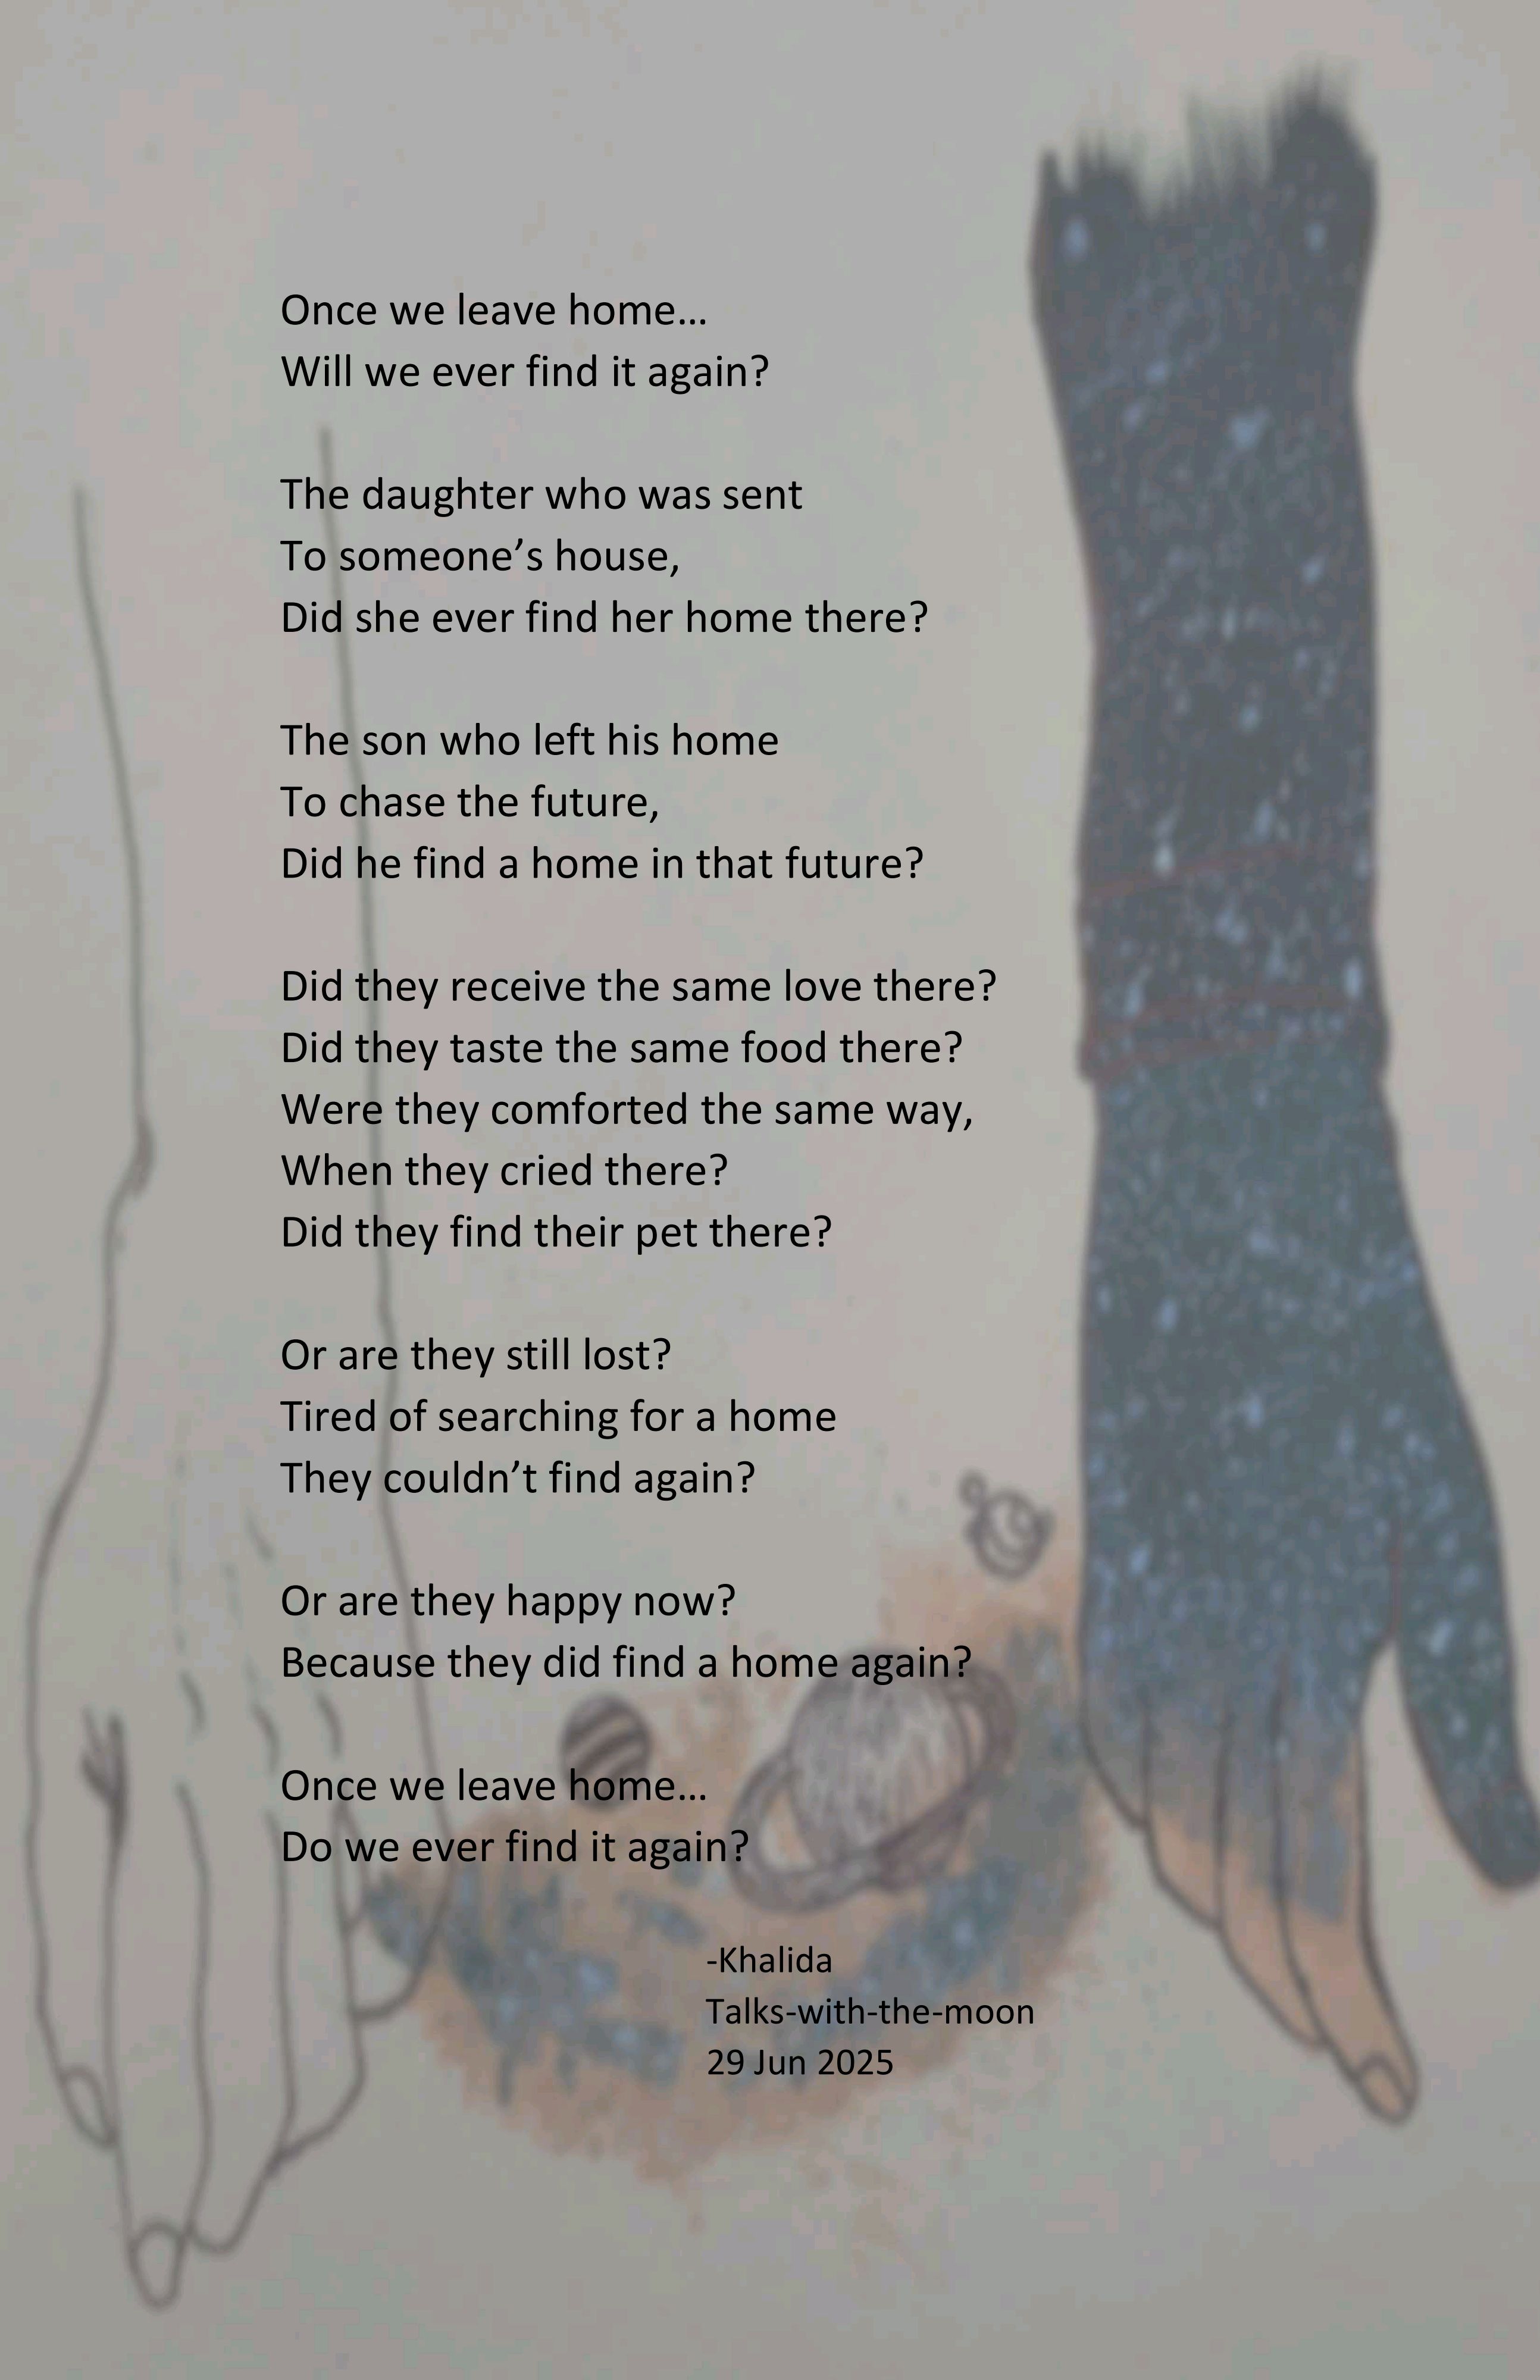 Once we leave home…
Will we ever find it again?
The daughter who was sent
To someone’s house,
Did she ever find her home there?
The son who left his home
To chase the future,
Did he find a home in that future?
Did they receive the same love there?
Did they taste the same food there?
Were they comforted the same way,
When they cried there?
Did they find their pet there?
Or are they still lost?
Tired of searching for a home
They couldn’t find again?
Or are they happy now?
Because they did find a home again?
Once we leave home…
Do we ever find it again?
-Khalida
Talks-with-the-moon
29 Jun 2025